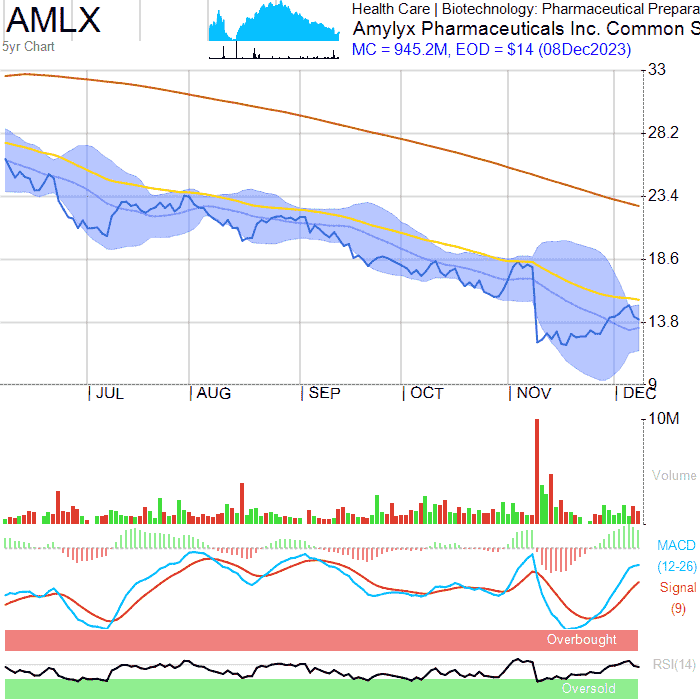 AMLX
5yr Chart
Health Care | Biotechnology: Pharmaceutical Prepara
Amylyx Pharmaceuticals Inc. Common S
MC = 945.2M, EOD = $14 (08Dec2023)
33
28.2
23.4
18.6
13.8
9
JUL
AUG
SEP
OCT
NOV
DEC
10M
Volume
MACD
(12-26)
Signal
(9)
Overbought
RSI(14)
Oversold